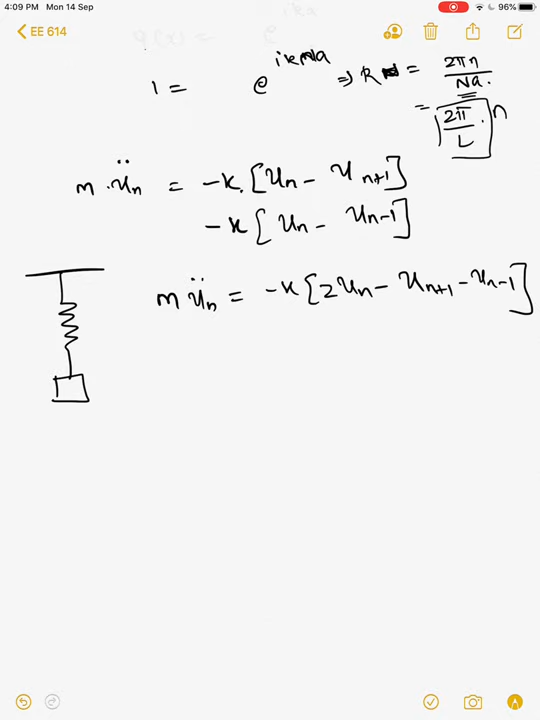 4:09 PM Mon 14 Sep 96%
EE 614
1 = e^{ikNa} ⇒ k = 2πn / Na
= 2π / L · n
m ü_n = -κ [u_n - u_{n+1}]
-κ [u_n - u_{n-1}]
m ü_n = -κ [2u_n - u_{n+1} - u_{n-1}]